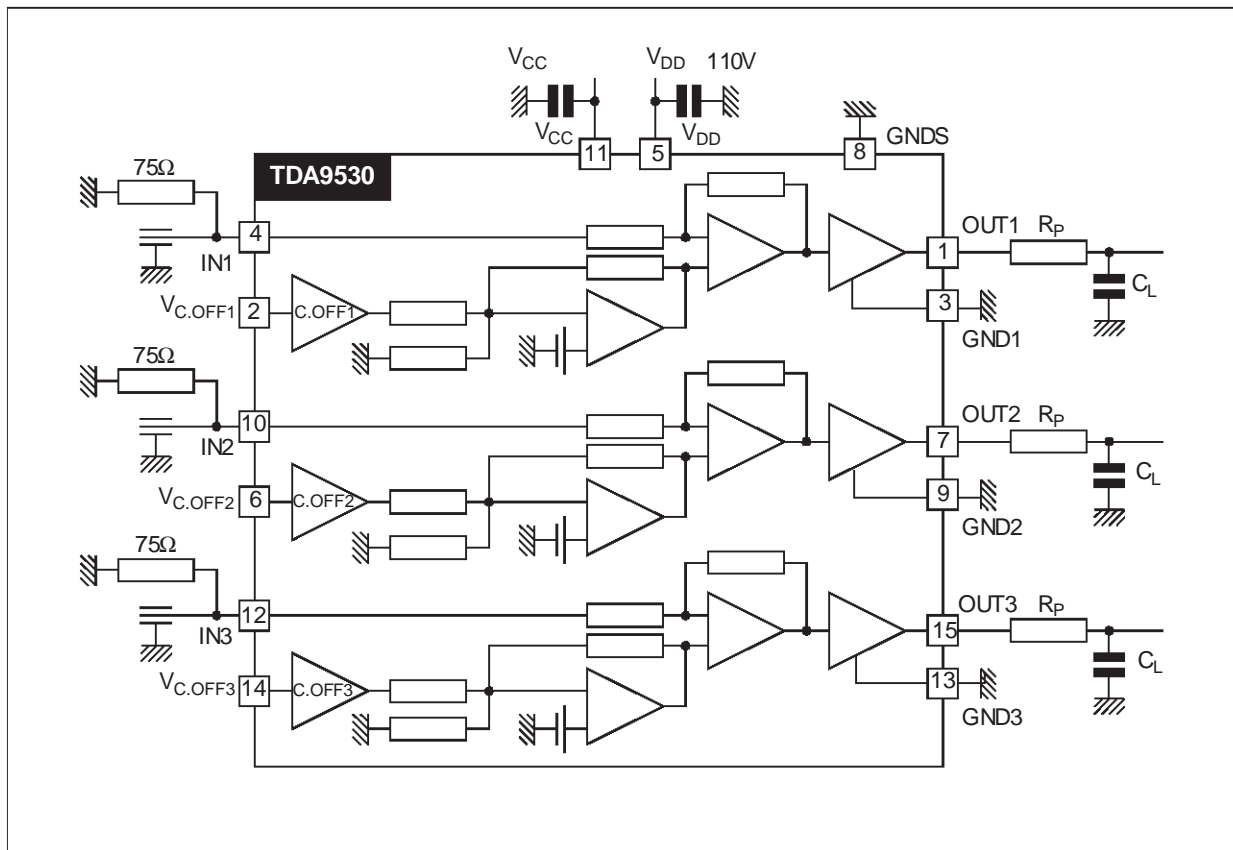 VCC
VDD 110V
VCC
VDD
11
5
8
GNDS
TDA9530
75Ω
4
IN1
VC.OFF1
2
C.OFF1
OUT1
RP
1
CL
3
GND1
75Ω
10
IN2
VC.OFF2
6
C.OFF2
OUT2
RP
7
CL
9
GND2
75Ω
12
IN3
VC.OFF3
14
C.OFF3
OUT3
RP
15
CL
13
GND3